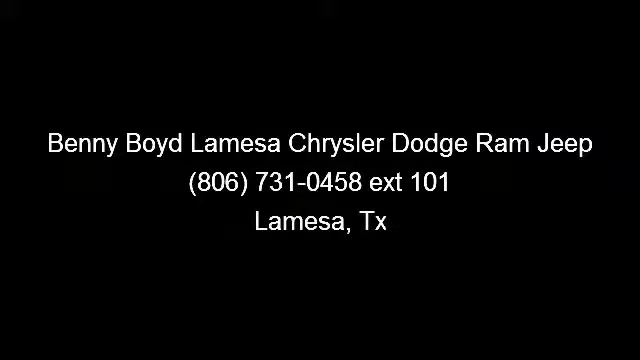 Benny Boyd Lamesa Chrysler Dodge Ram Jeep
(806) 731-0458 ext 101
Lamesa, Tx